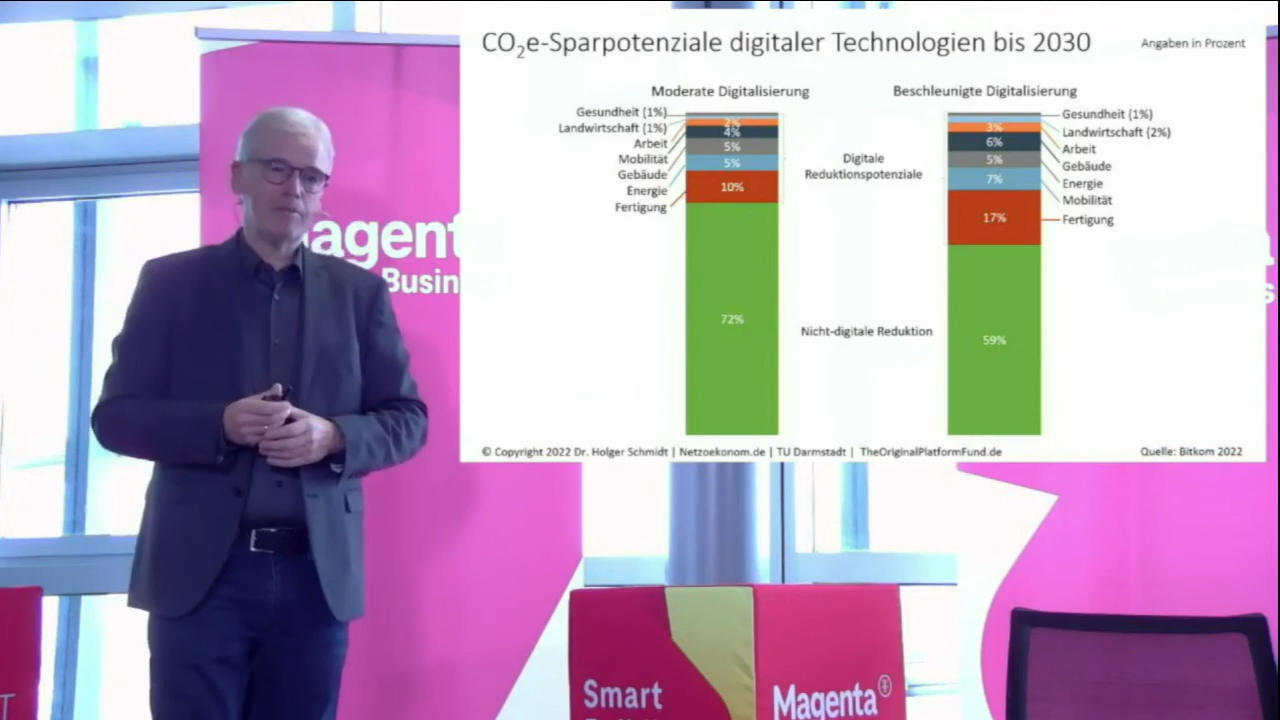 CO₂e-Sparpotenziale digitaler Technologien bis 2030
Angaben in Prozent
Moderate Digitalisierung
Beschleunigte Digitalisierung
Gesundheit (1%)
Landwirtschaft (1%)
Arbeit
Mobilität
Gebäude
Energie
Fertigung
2%
4%
5%
5%
10%
72%
Digitale
Reduktionspotenziale
Nicht-digitale Reduktion
3%
6%
5%
7%
17%
59%
Gesundheit (1%)
Landwirtschaft (2%)
Arbeit
Gebäude
Energie
Mobilität
Fertigung
© Copyright 2022 Dr. Holger Schmidt | Netzoekonom.de | TU Darmstadt | TheOriginalPlatformFund.de
Quelle: Bitkom 2022
agent
Busin
Smart
Magenta